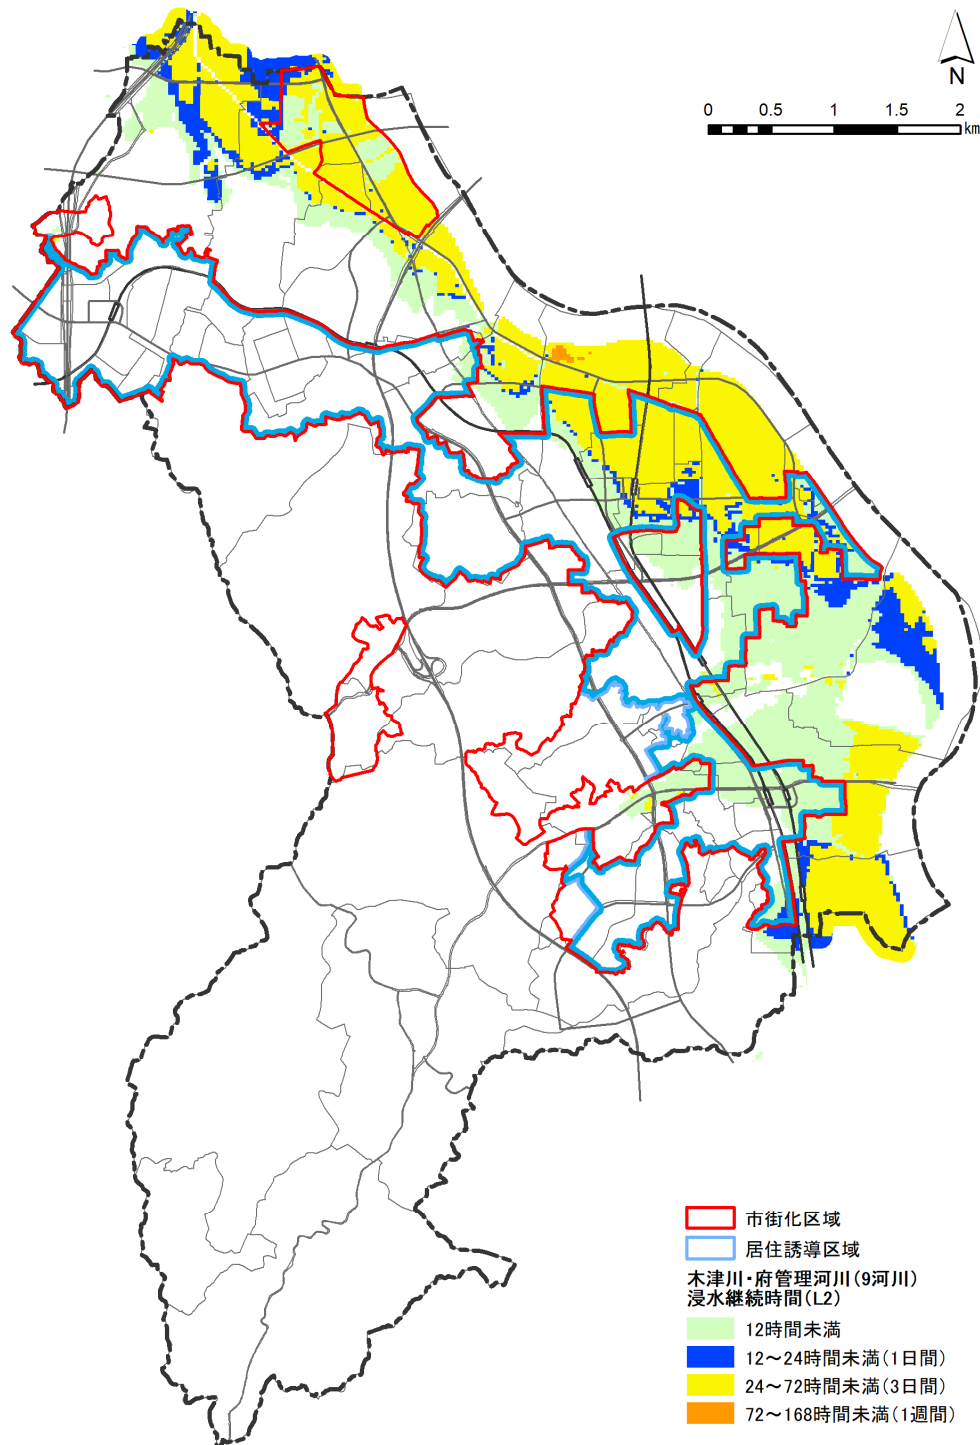 N
0 0.5 1 1.5 2
km
市街化区域
居住誘導区域
木津川・府管理河川(9河川)
浸水継続時間(L2)
12時間未満
12～24時間未満(1日間)
24～72時間未満(3日間)
72～168時間未満(1週間)